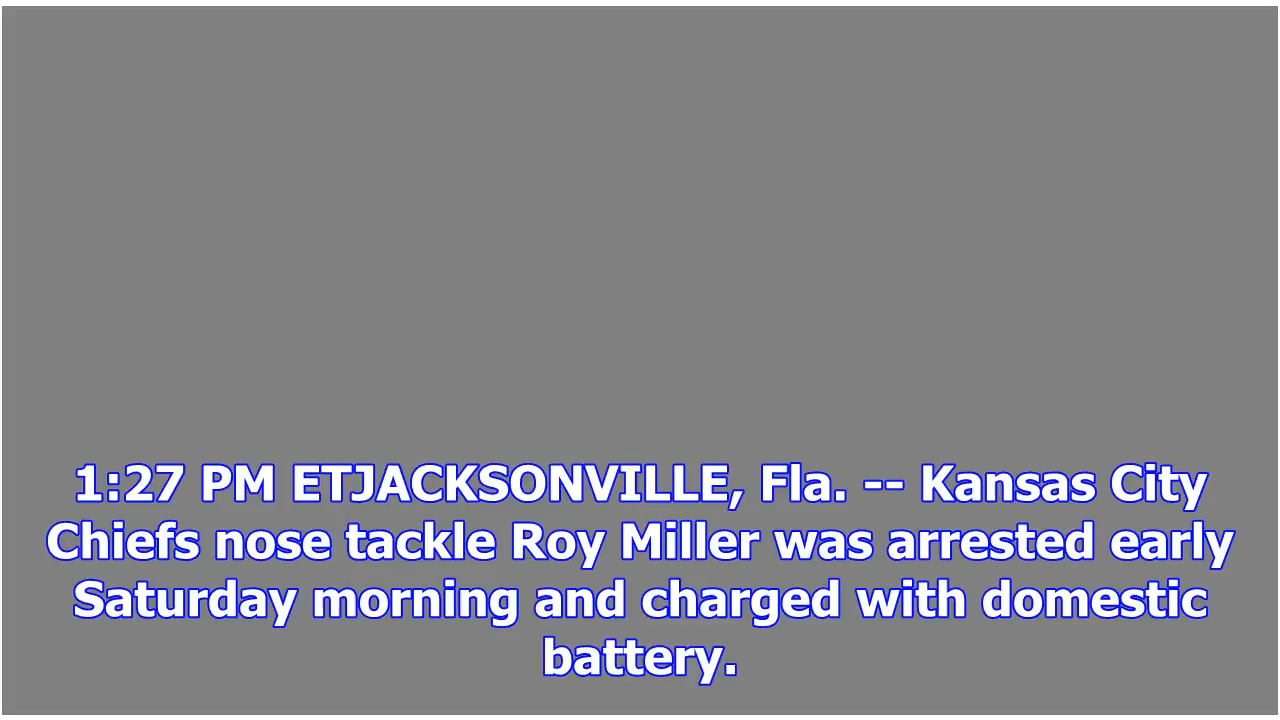 1:27 PM ETJACKSONVILLE, Fla. -- Kansas City
Chiefs nose tackle Roy Miller was arrested early
Saturday morning and charged with domestic
battery.